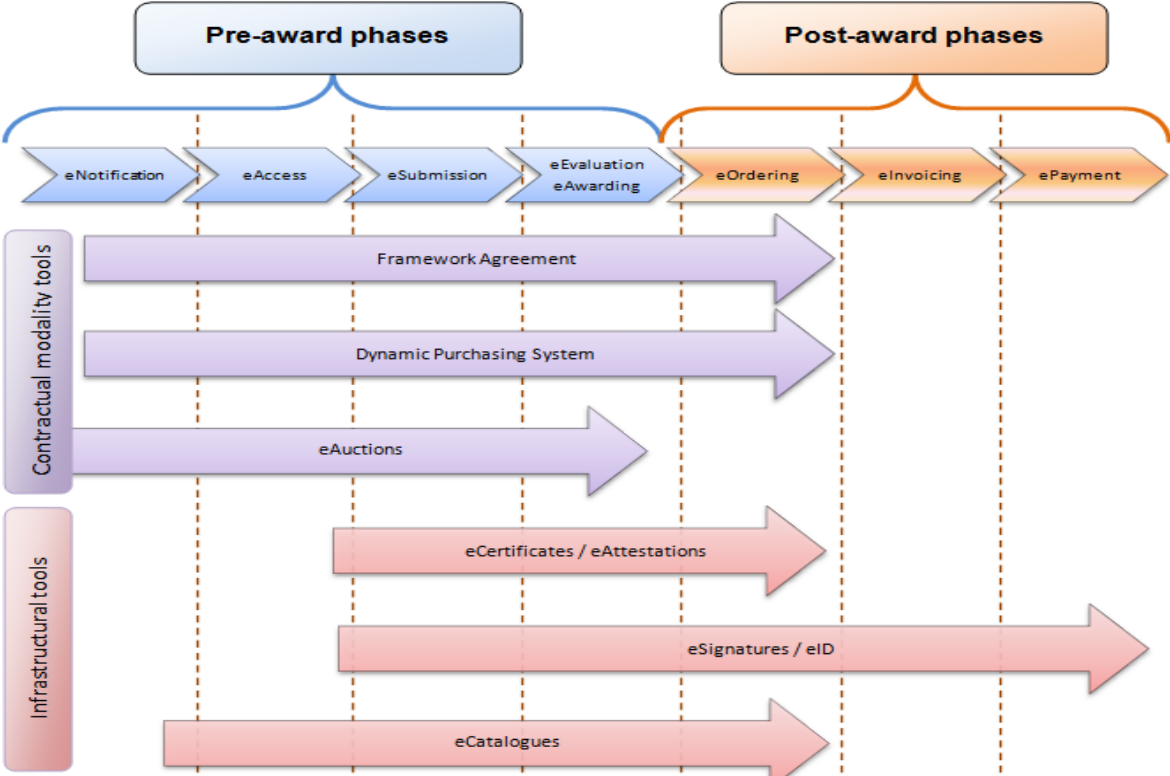 Pre-award phases
Post-award phases
eNotification
eAccess
eSubmission
eEvaluation
eAwarding
eOrdering
eInvoicing
ePayment
Contractual modality tools
Framework Agreement
Dynamic Purchasing System
eAuctions
Infrastructural tools
eCertificates / eAttestations
eSignatures / eID
eCatalogues